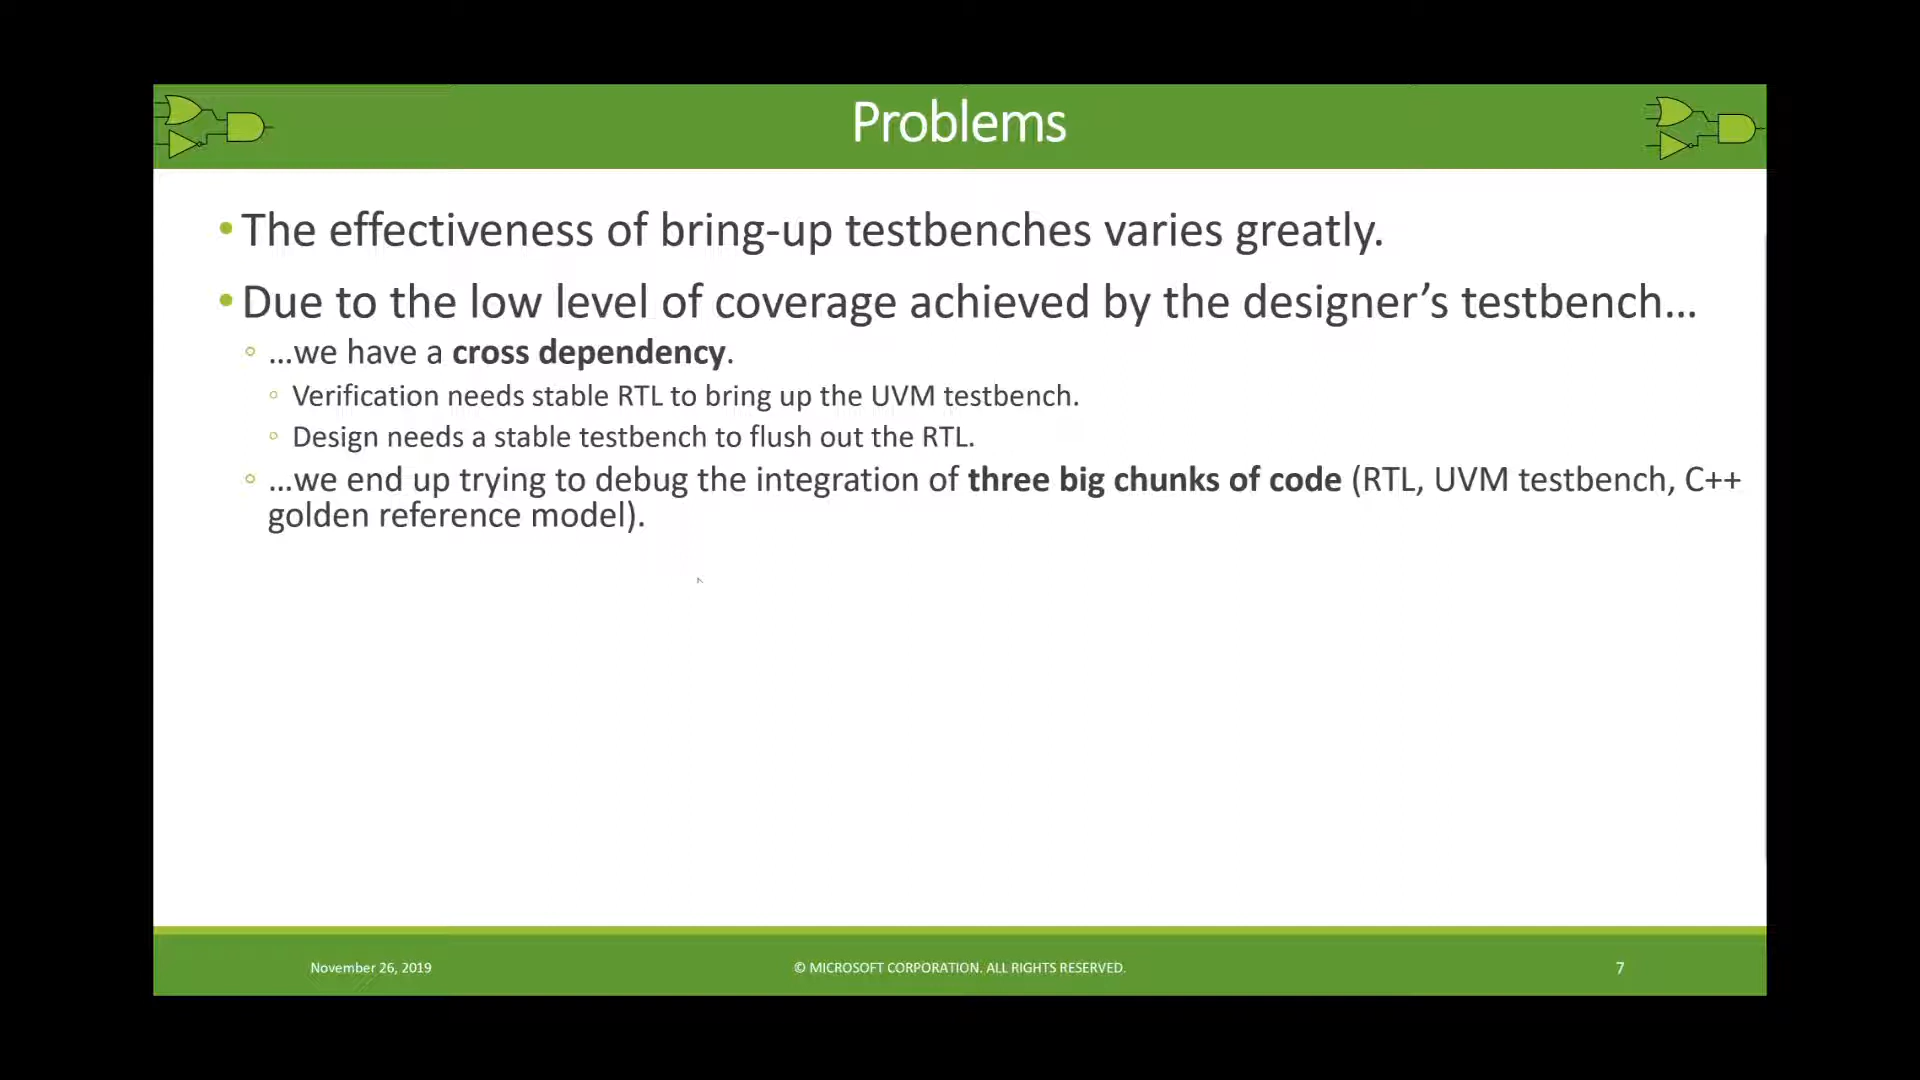 Problems
• The effectiveness of bring-up testbenches varies greatly.
• Due to the low level of coverage achieved by the designer’s testbench…
◦ …we have a cross dependency.
◦ Verification needs stable RTL to bring up the UVM testbench.
◦ Design needs a stable testbench to flush out the RTL.
◦ …we end up trying to debug the integration of three big chunks of code (RTL, UVM testbench, C++
golden reference model).
November 26, 2019
© MICROSOFT CORPORATION. ALL RIGHTS RESERVED.
7